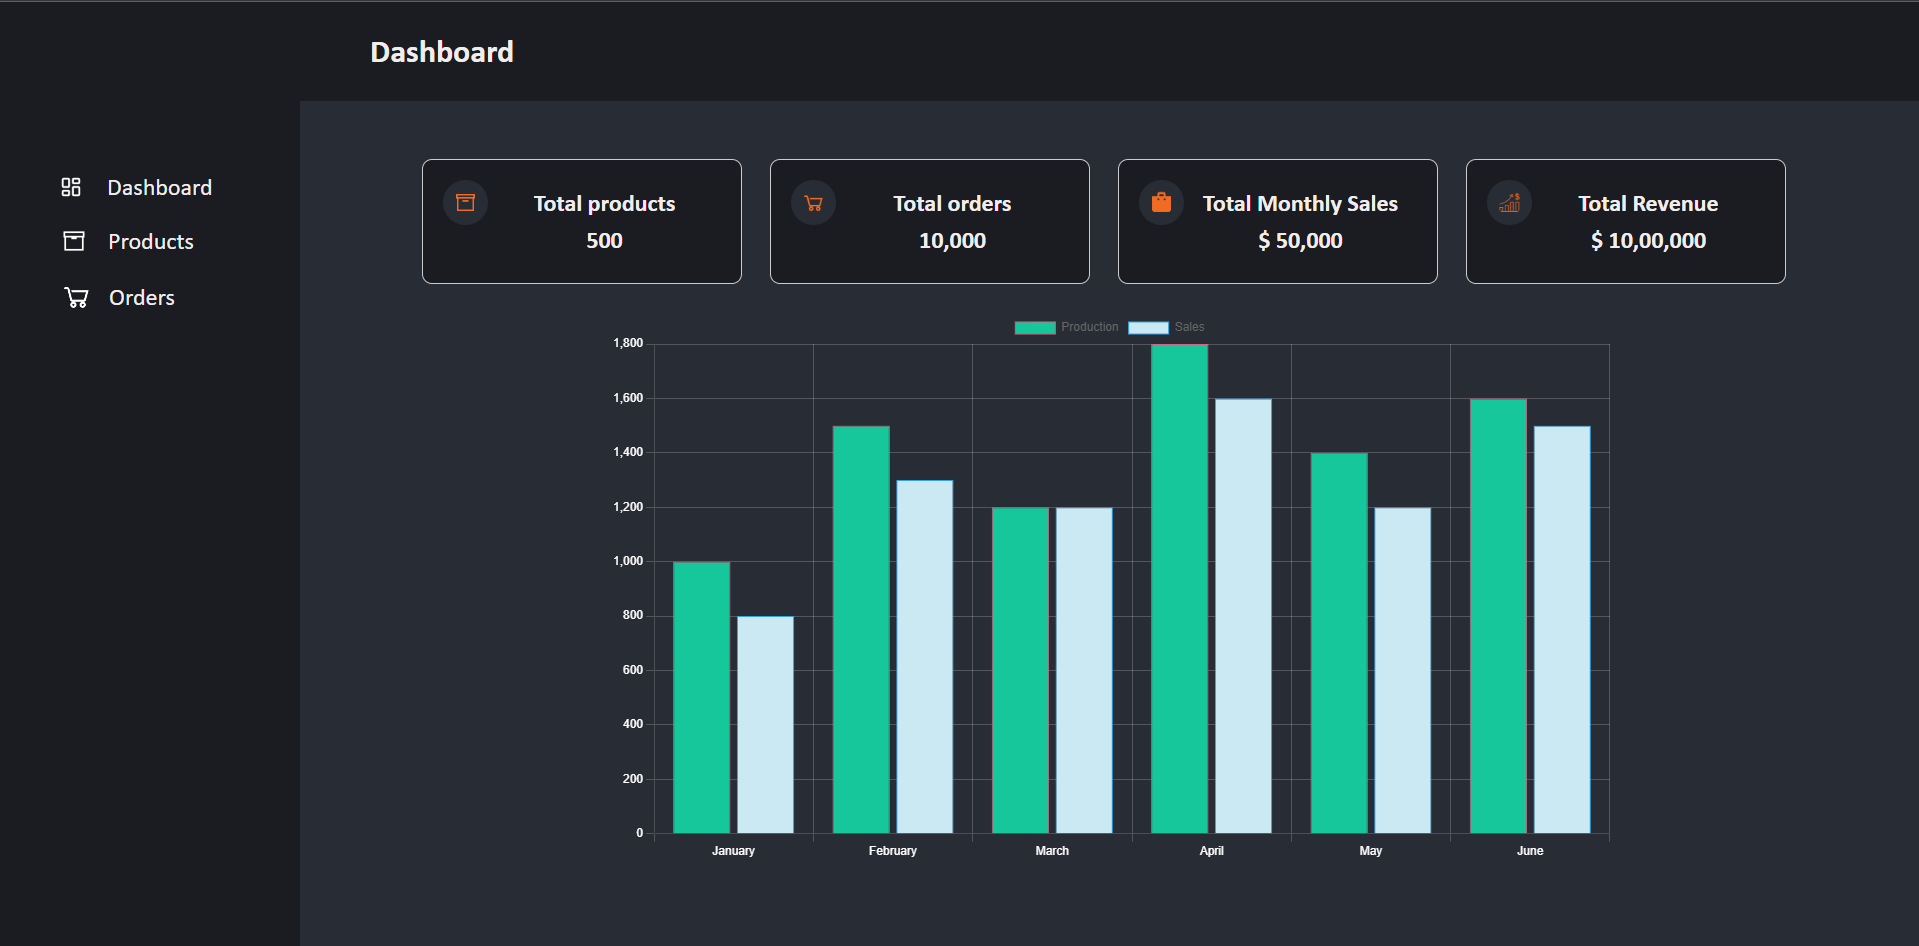 Dashboard
Dashboard
Products
Orders
Total products
500
Total orders
10,000
Total Monthly Sales
$ 50,000
Total Revenue
$ 10,00,000
Production Sales
1,800
1,600
1,400
1,200
1,000
800
600
400
200
0
January February March April May June